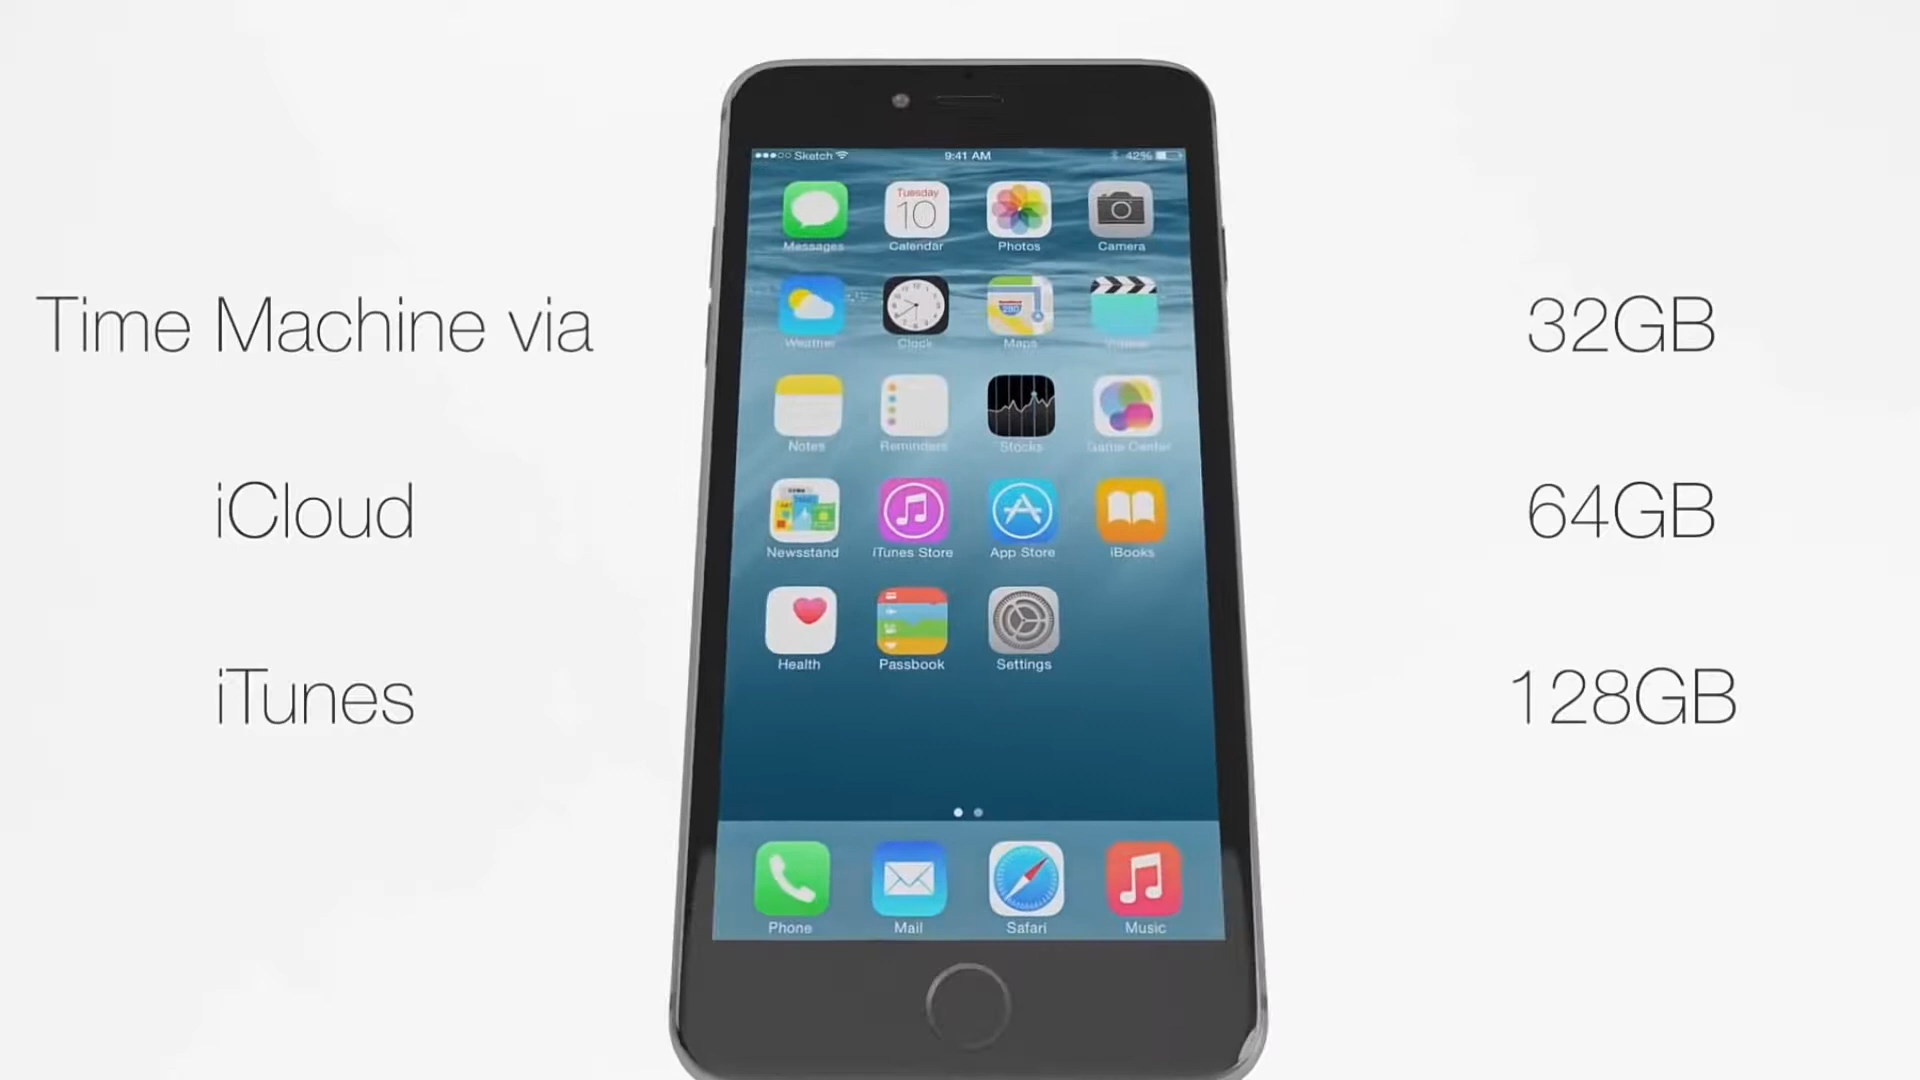 Sketch 9:41 AM 42%
Tuesday
10
Messages Calendar Photos Camera
Time Machine via
280
Weather Clock Maps Videos
32GB
Notes Reminders Stocks Game Center
iCloud
64GB
Newsstand iTunes Store App Store iBooks
Health Passbook Settings
iTunes
128GB
Phone Mail Safari Music